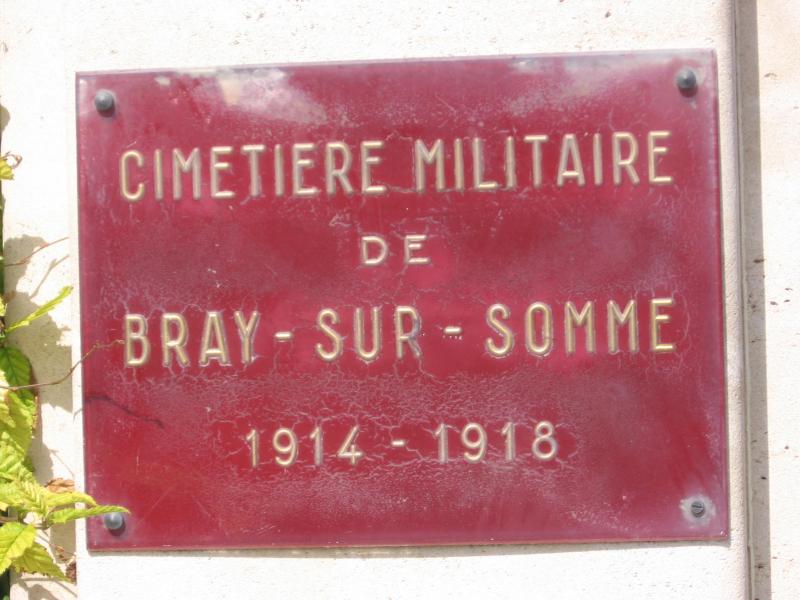 CIMETIERE MILITAIRE
DE
BRAY-SUR-SOMME
1914-1918